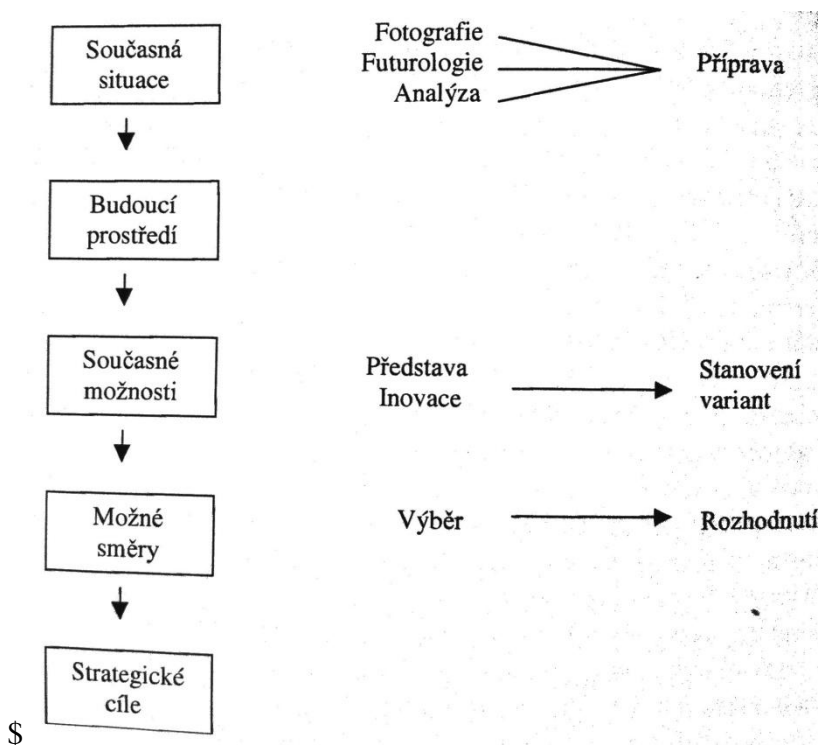 Současná
situace
Fotografie
Futurologie
Analýza
Příprava
Budoucí
prostředí
Současné
možnosti
Představa
Inovace
Stanovení
variant
Možné
směry
Výběr
Rozhodnutí
Strategické
cíle
$